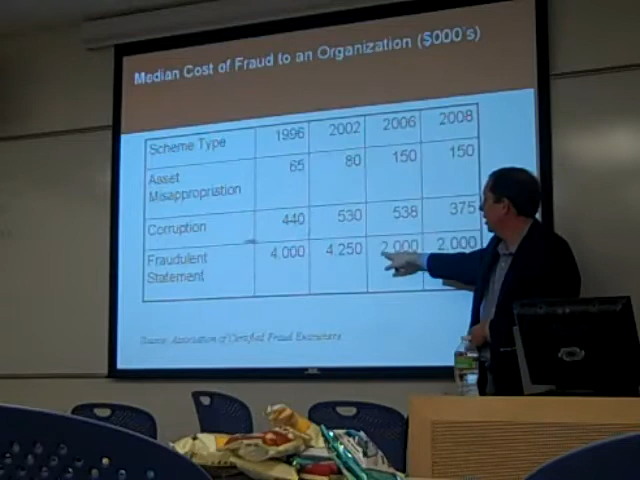 Median Cost of Fraud to an Organization ($000's)
Scheme Type 1996 2002 2006 2008
Asset Misappropriation 65 80 150 150
Corruption 440 530 538 375
Fraudulent Statement 4,000 4,250 2,000 2,000
Source: Association of Certified Fraud Examiners